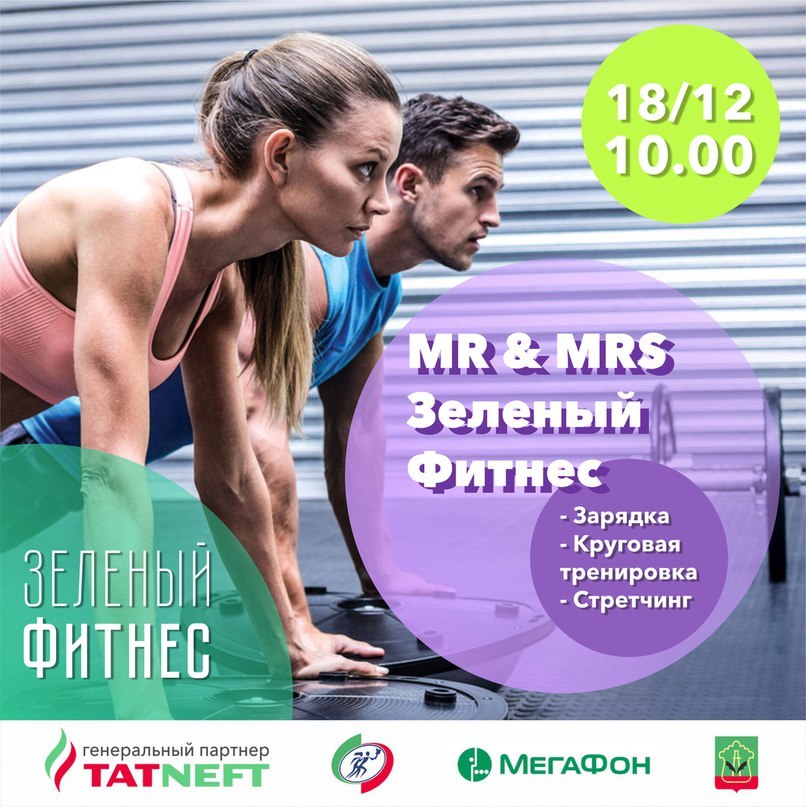 18/12
10.00
MR & MRS
Зеленый
Фитнес
- Зарядка
- Круговая
тренировка
- Стретчинг
ЗЕЛЕНЫЙ
ФИТНЕС
генеральный партнер
TATNEFT
МЕГАФОН